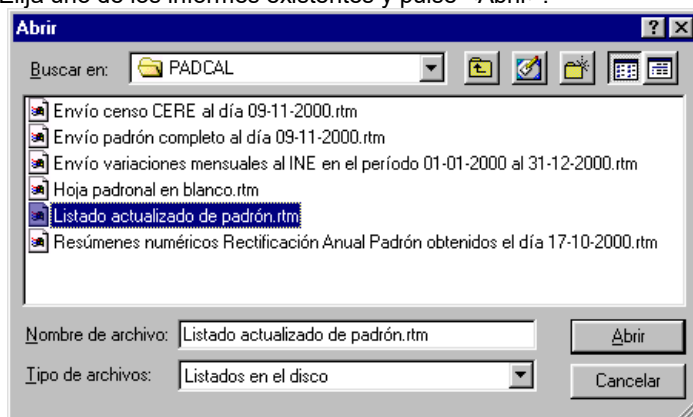 Elija uno de los informes existentes y pulse "Abrir".
Abrir
Buscar en: PADCAL
Envío censo CERE al día 09-11-2000.rtm
Envío padrón completo al día 09-11-2000.rtm
Envío variaciones mensuales al INE en el período 01-01-2000 al 31-12-2000.rtm
Hoja padronal en blanco.rtm
Listado actualizado de padrón.rtm
Resúmenes numéricos Rectificación Anual Padrón obtenidos el día 17-10-2000.rtm
Nombre de archivo: Listado actualizado de padrón.rtm Abrir
Tipo de archivos: Listados en el disco Cancelar